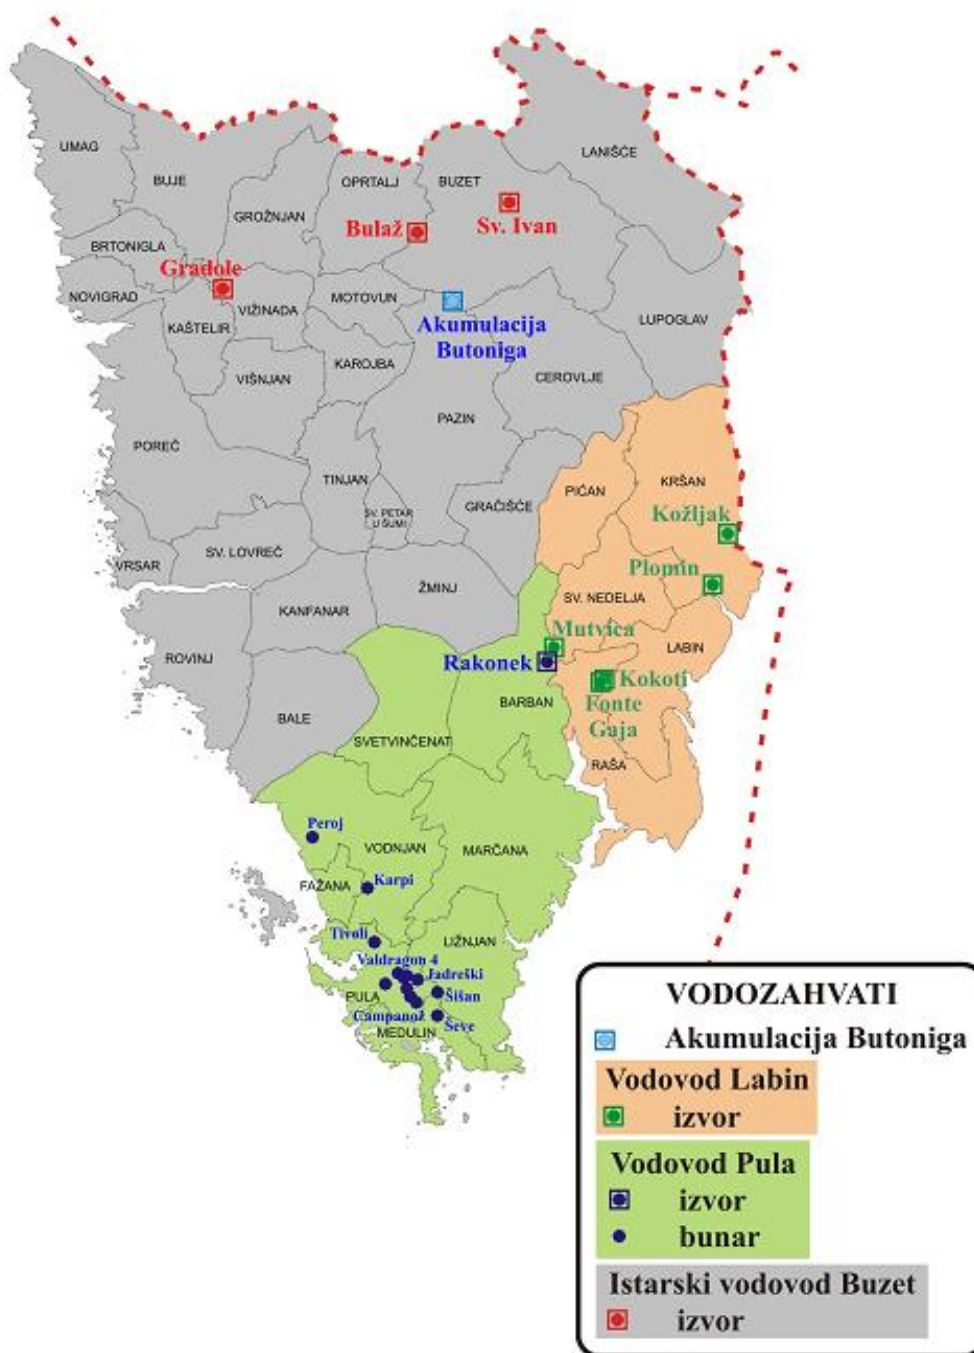 LANIŠĆE
UMAG
BUJE
OPRTALJ
BUZET
GROŽNJAN
Bulaž
Sv. Ivan
BRTONIGLA
Gradole
NOVIGRAD
KAŠTELIR
VIŽINADA
MOTOVUN
Akumulacija
Butoniga
LUPOGLAV
KAROJBA
VIŠNJAN
CEROVLJE
PAZIN
POREČ
TINJAN
GRAČIŠĆE
PIĆAN
KRŠAN
Kožljak
SV. PETAR
U ŠUMI
SV. LOVREČ
VRSAR
Plomin
ŽMINJ
SV. NEDELJA
KANFANAR
Mutvica
LABIN
ROVINJ
Rakonek
Kokoti
BARBAN
Fonte
Gaja
BALE
SVETVINČENAT
RAŠA
Peroj
VODNJAN
MARČANA
FAŽANA
Karpi
Tivoli
LIŽNJAN
Valdragon 4
Jadreški
PULA
Šišan
Campanož
Ševe
MEDULIN
VODOZAHVATI
Akumulacija Butoniga
Vodovod Labin
izvor
Vodovod Pula
izvor
bunar
Istarski vodovod Buzet
izvor